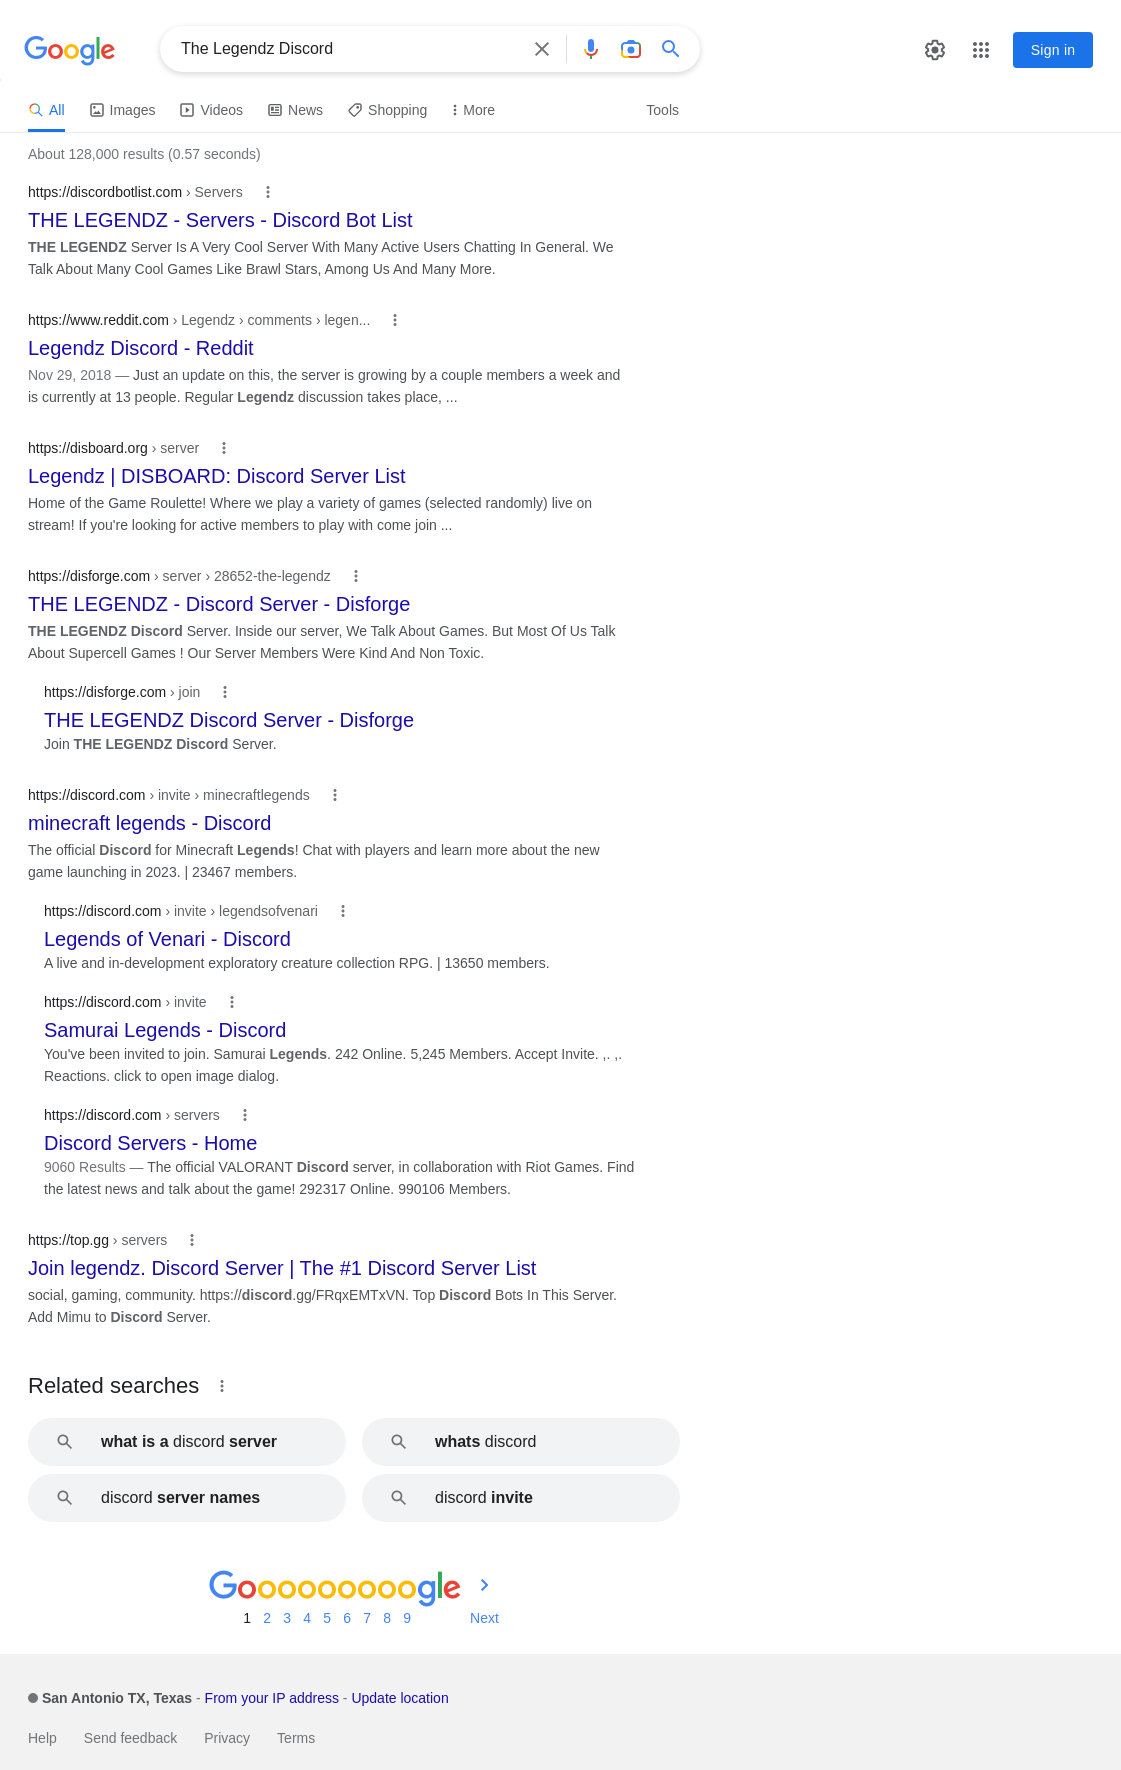 Google
The Legendz Discord
Sign in
All Images Videos News Shopping More Tools
About 128,000 results (0.57 seconds)
https://discordbotlist.com › Servers
THE LEGENDZ - Servers - Discord Bot List
THE LEGENDZ Server Is A Very Cool Server With Many Active Users Chatting In General. We
Talk About Many Cool Games Like Brawl Stars, Among Us And Many More.
https://www.reddit.com › Legendz › comments › legen...
Legendz Discord - Reddit
Nov 29, 2018 — Just an update on this, the server is growing by a couple members a week and
is currently at 13 people. Regular Legendz discussion takes place, ...
https://disboard.org › server
Legendz | DISBOARD: Discord Server List
Home of the Game Roulette! Where we play a variety of games (selected randomly) live on
stream! If you're looking for active members to play with come join ...
https://disforge.com › server › 28652-the-legendz
THE LEGENDZ - Discord Server - Disforge
THE LEGENDZ Discord Server. Inside our server, We Talk About Games. But Most Of Us Talk
About Supercell Games ! Our Server Members Were Kind And Non Toxic.
https://disforge.com › join
THE LEGENDZ Discord Server - Disforge
Join THE LEGENDZ Discord Server.
https://discord.com › invite › minecraftlegends
minecraft legends - Discord
The official Discord for Minecraft Legends! Chat with players and learn more about the new
game launching in 2023. | 23467 members.
https://discord.com › invite › legendsofvenari
Legends of Venari - Discord
A live and in-development exploratory creature collection RPG. | 13650 members.
https://discord.com › invite
Samurai Legends - Discord
You've been invited to join. Samurai Legends. 242 Online. 5,245 Members. Accept Invite. ,. ,.
Reactions. click to open image dialog.
https://discord.com › servers
Discord Servers - Home
9060 Results — The official VALORANT Discord server, in collaboration with Riot Games. Find
the latest news and talk about the game! 292317 Online. 990106 Members.
https://top.gg › servers
Join legendz. Discord Server | The #1 Discord Server List
social, gaming, community. https://discord.gg/FRqxEMTxVN. Top Discord Bots In This Server.
Add Mimu to Discord Server.
Related searches
what is a discord server
whats discord
discord server names
discord invite
Goooooooooogle
1 2 3 4 5 6 7 8 9 Next
San Antonio TX, Texas - From your IP address - Update location
Help Send feedback Privacy Terms